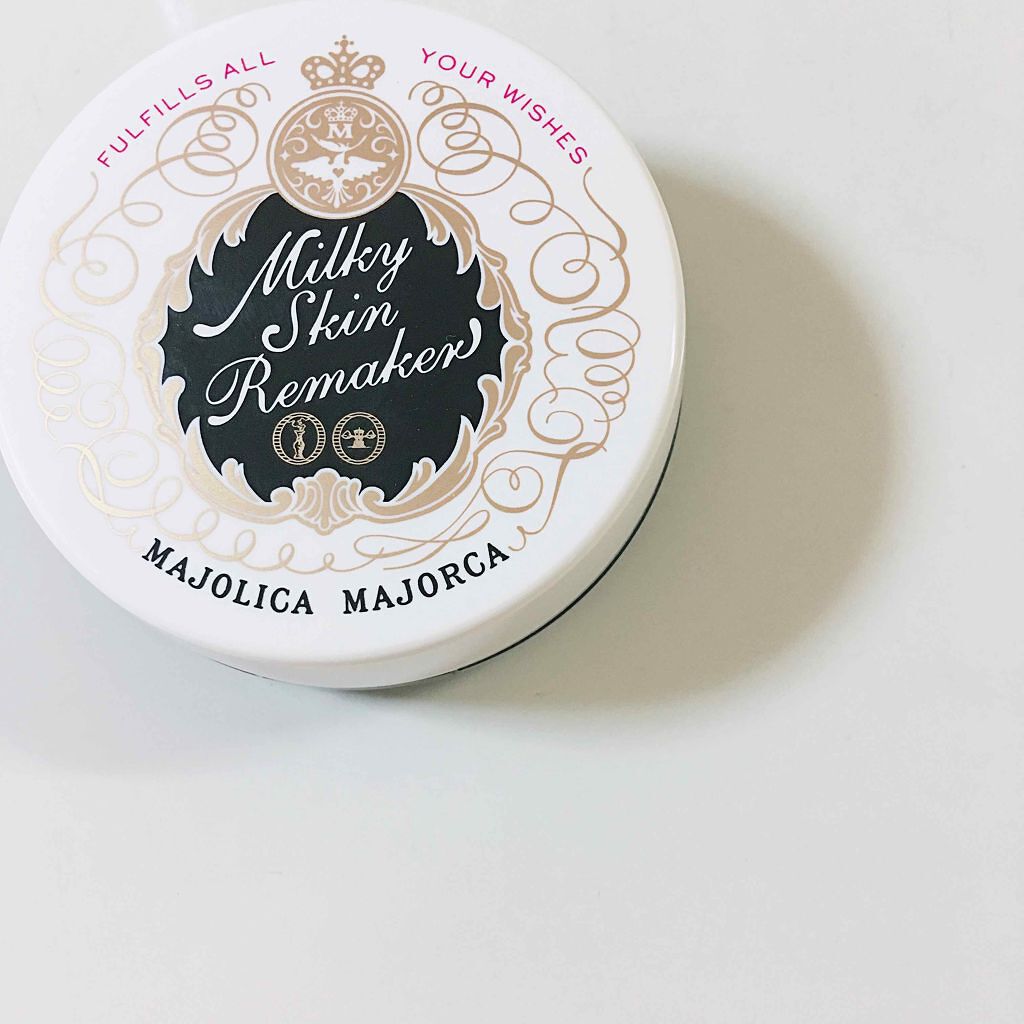 FULFILLS ALL YOUR WISHES
M
Milky
Skin
Remaker
MAJOLICA MAJORCA